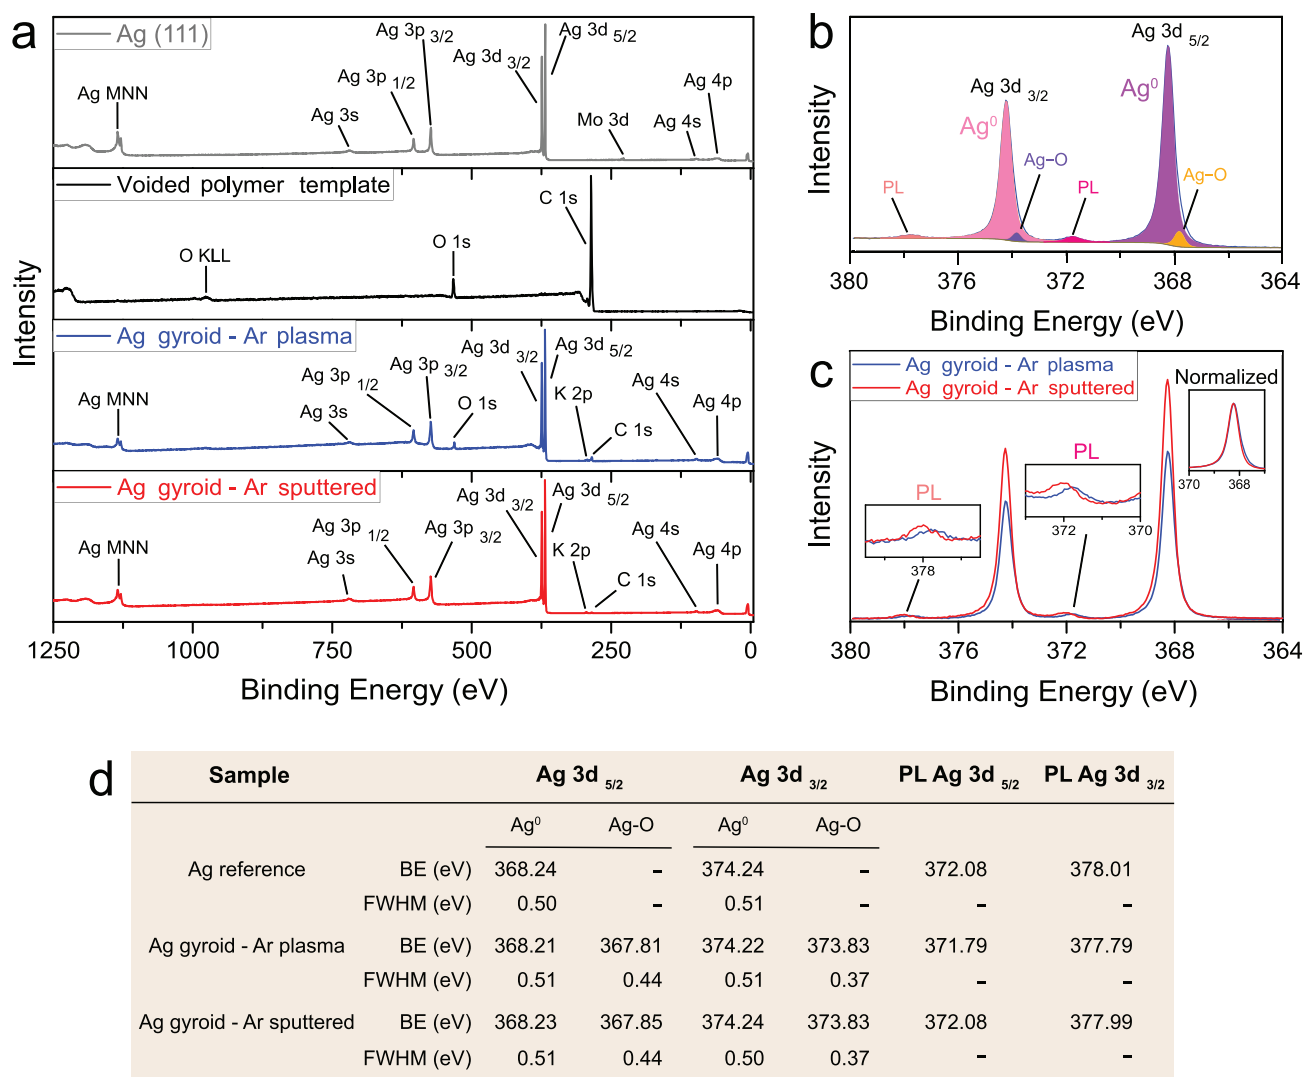 a
Intensity
Ag (111)
Ag MNN
Ag 3s
Ag 3p 1/2
Ag 3p 3/2
Ag 3d 3/2
Ag 3d 5/2
Mo 3d
Ag 4s
Ag 4p
Voided polymer template
O KLL
O 1s
C 1s
Ag gyroid - Ar plasma
Ag MNN
Ag 3s
Ag 3p 1/2
Ag 3p 3/2
O 1s
Ag 3d 3/2
Ag 3d 5/2
K 2p
C 1s
Ag 4s
Ag 4p
Ag gyroid - Ar sputtered
Ag MNN
Ag 3s
Ag 3p 1/2
Ag 3p 3/2
Ag 3d 3/2
Ag 3d 5/2
K 2p
C 1s
Ag 4s
Ag 4p
1250 1000 750 500 250 0
Binding Energy (eV)
b
Intensity
Ag 3d 5/2
Ag⁰
Ag 3d 3/2
Ag⁰
Ag–O
Ag–O
PL
PL
380 376 372 368 364
Binding Energy (eV)
c
Intensity
Ag gyroid - Ar plasma
Ag gyroid - Ar sputtered
Normalized
370 368
PL
372 370
PL
378
380 376 372 368 364
Binding Energy (eV)
d
Sample Ag 3d 5/2 Ag 3d 3/2 PL Ag 3d 5/2 PL Ag 3d 3/2
Ag⁰ Ag-O Ag⁰ Ag-O
Ag reference BE (eV) 368.24 – 374.24 – 372.08 378.01
FWHM (eV) 0.50 – 0.51 – – –
Ag gyroid - Ar plasma BE (eV) 368.21 367.81 374.22 373.83 371.79 377.79
FWHM (eV) 0.51 0.44 0.51 0.37 – –
Ag gyroid - Ar sputtered BE (eV) 368.23 367.85 374.24 373.83 372.08 377.99
FWHM (eV) 0.51 0.44 0.50 0.37 – –